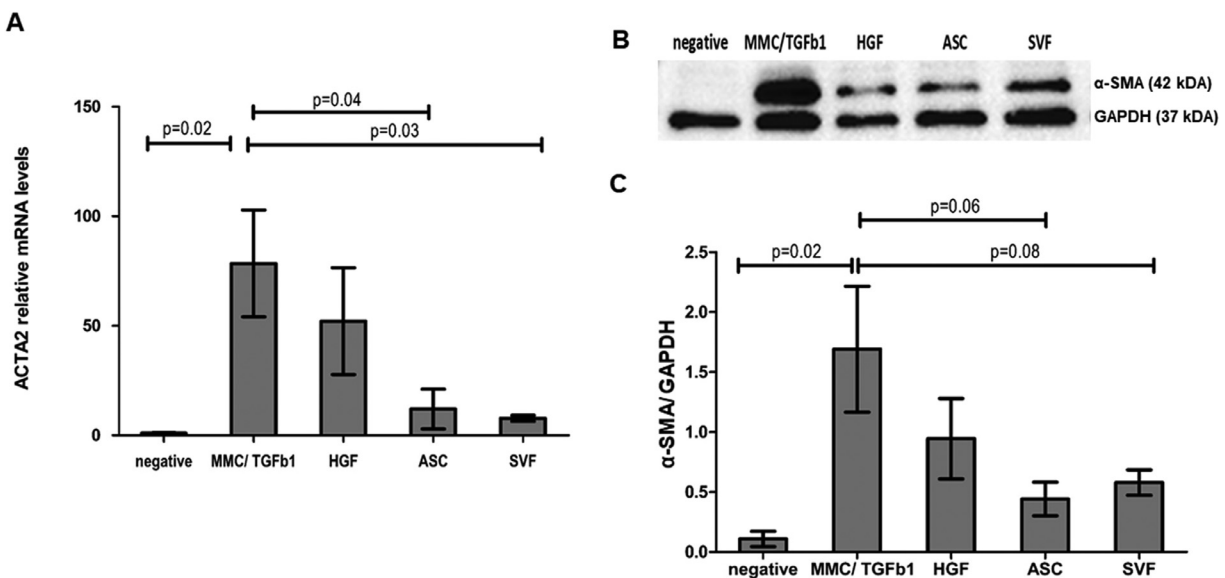 A
ACTA2 relative mRNA levels
150
100
50
0
p=0.02
p=0.04
p=0.03
negative MMC/ TGFb1 HGF ASC SVF
B
negative MMC/TGFb1 HGF ASC SVF
α-SMA (42 kDA)
GAPDH (37 kDA)
C
α-SMA/ GAPDH
2.5
2.0
1.5
1.0
0.5
0.0
p=0.06
p=0.02
p=0.08
negative MMC/ TGFb1 HGF ASC SVF